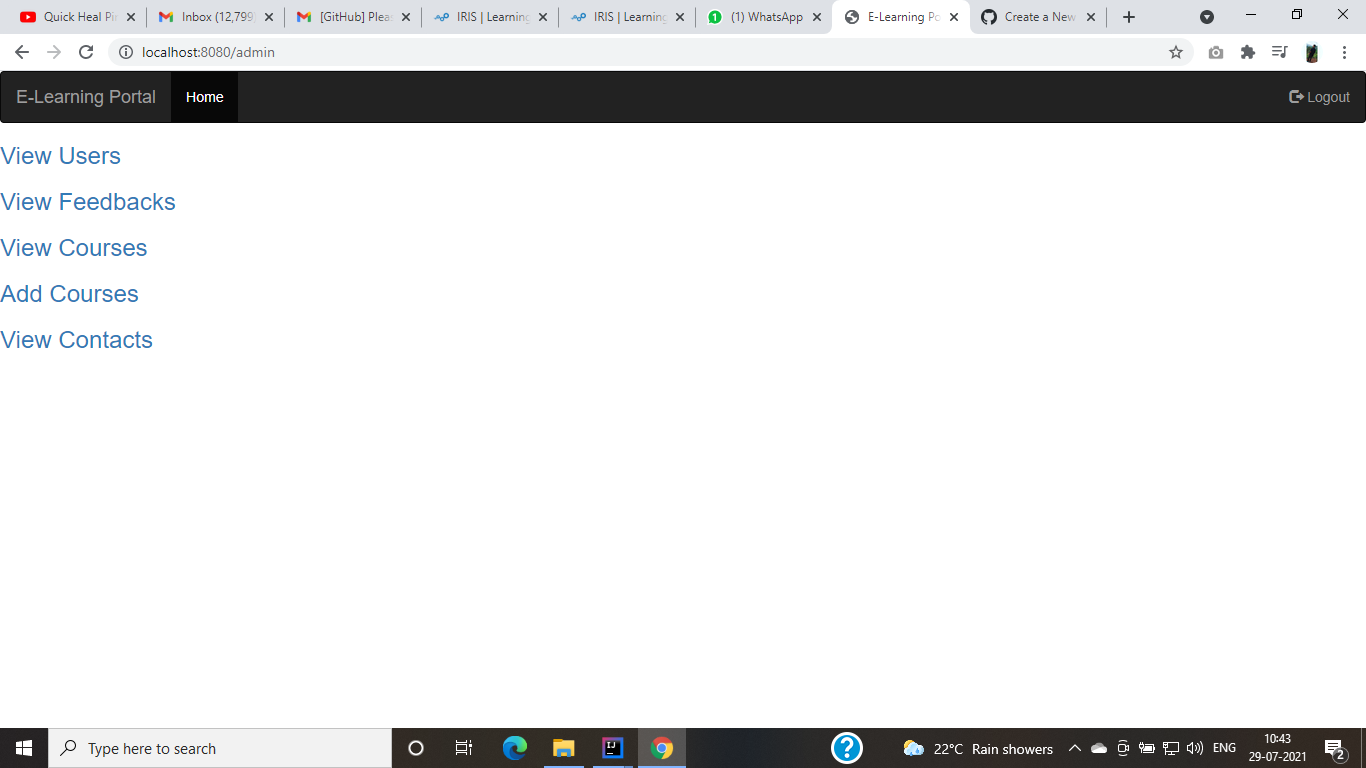 Quick Heal Pi
Inbox (12,799
[GitHub] Pleas
IRIS | Learning
IRIS | Learning
(1) WhatsApp
E-Learning Po
Create a New
localhost:8080/admin
E-Learning Portal
Home
Logout
View Users
View Feedbacks
View Courses
Add Courses
View Contacts
Type here to search
22°C Rain showers
ENG
10:43
29-07-2021
2